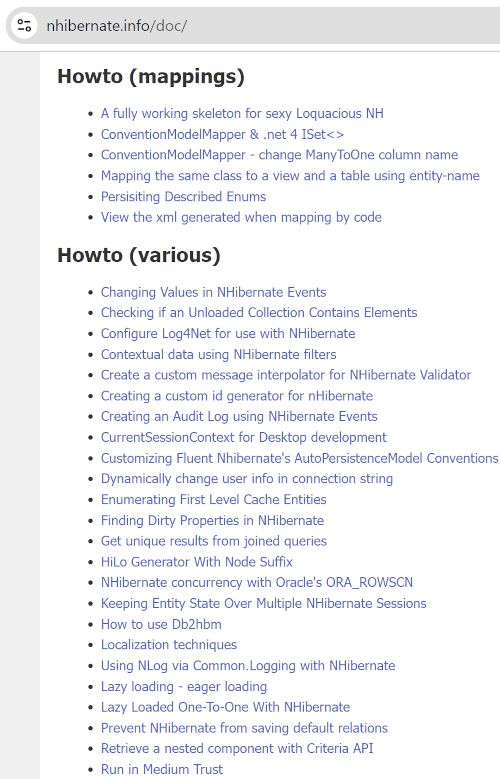 nhibernate.info/doc/
Howto (mappings)
• A fully working skeleton for sexy Loquacious NH
• ConventionModelMapper & .net 4 ISet<>
• ConventionModelMapper - change ManyToOne column name
• Mapping the same class to a view and a table using entity-name
• Persisiting Described Enums
• View the xml generated when mapping by code
Howto (various)
• Changing Values in NHibernate Events
• Checking if an Unloaded Collection Contains Elements
• Configure Log4Net for use with NHibernate
• Contextual data using NHibernate filters
• Create a custom message interpolator for NHibernate Validator
• Creating a custom id generator for nHibernate
• Creating an Audit Log using NHibernate Events
• CurrentSessionContext for Desktop development
• Customizing Fluent Nhibernate's AutoPersistenceModel Conventions
• Dynamically change user info in connection string
• Enumerating First Level Cache Entities
• Finding Dirty Properties in NHibernate
• Get unique results from joined queries
• HiLo Generator With Node Suffix
• NHibernate concurrency with Oracle's ORA_ROWSCN
• Keeping Entity State Over Multiple NHibernate Sessions
• How to use Db2hbm
• Localization techniques
• Using NLog via Common.Logging with NHibernate
• Lazy loading - eager loading
• Lazy Loaded One-To-One With NHibernate
• Prevent NHibernate from saving default relations
• Retrieve a nested component with Criteria API
• Run in Medium Trust